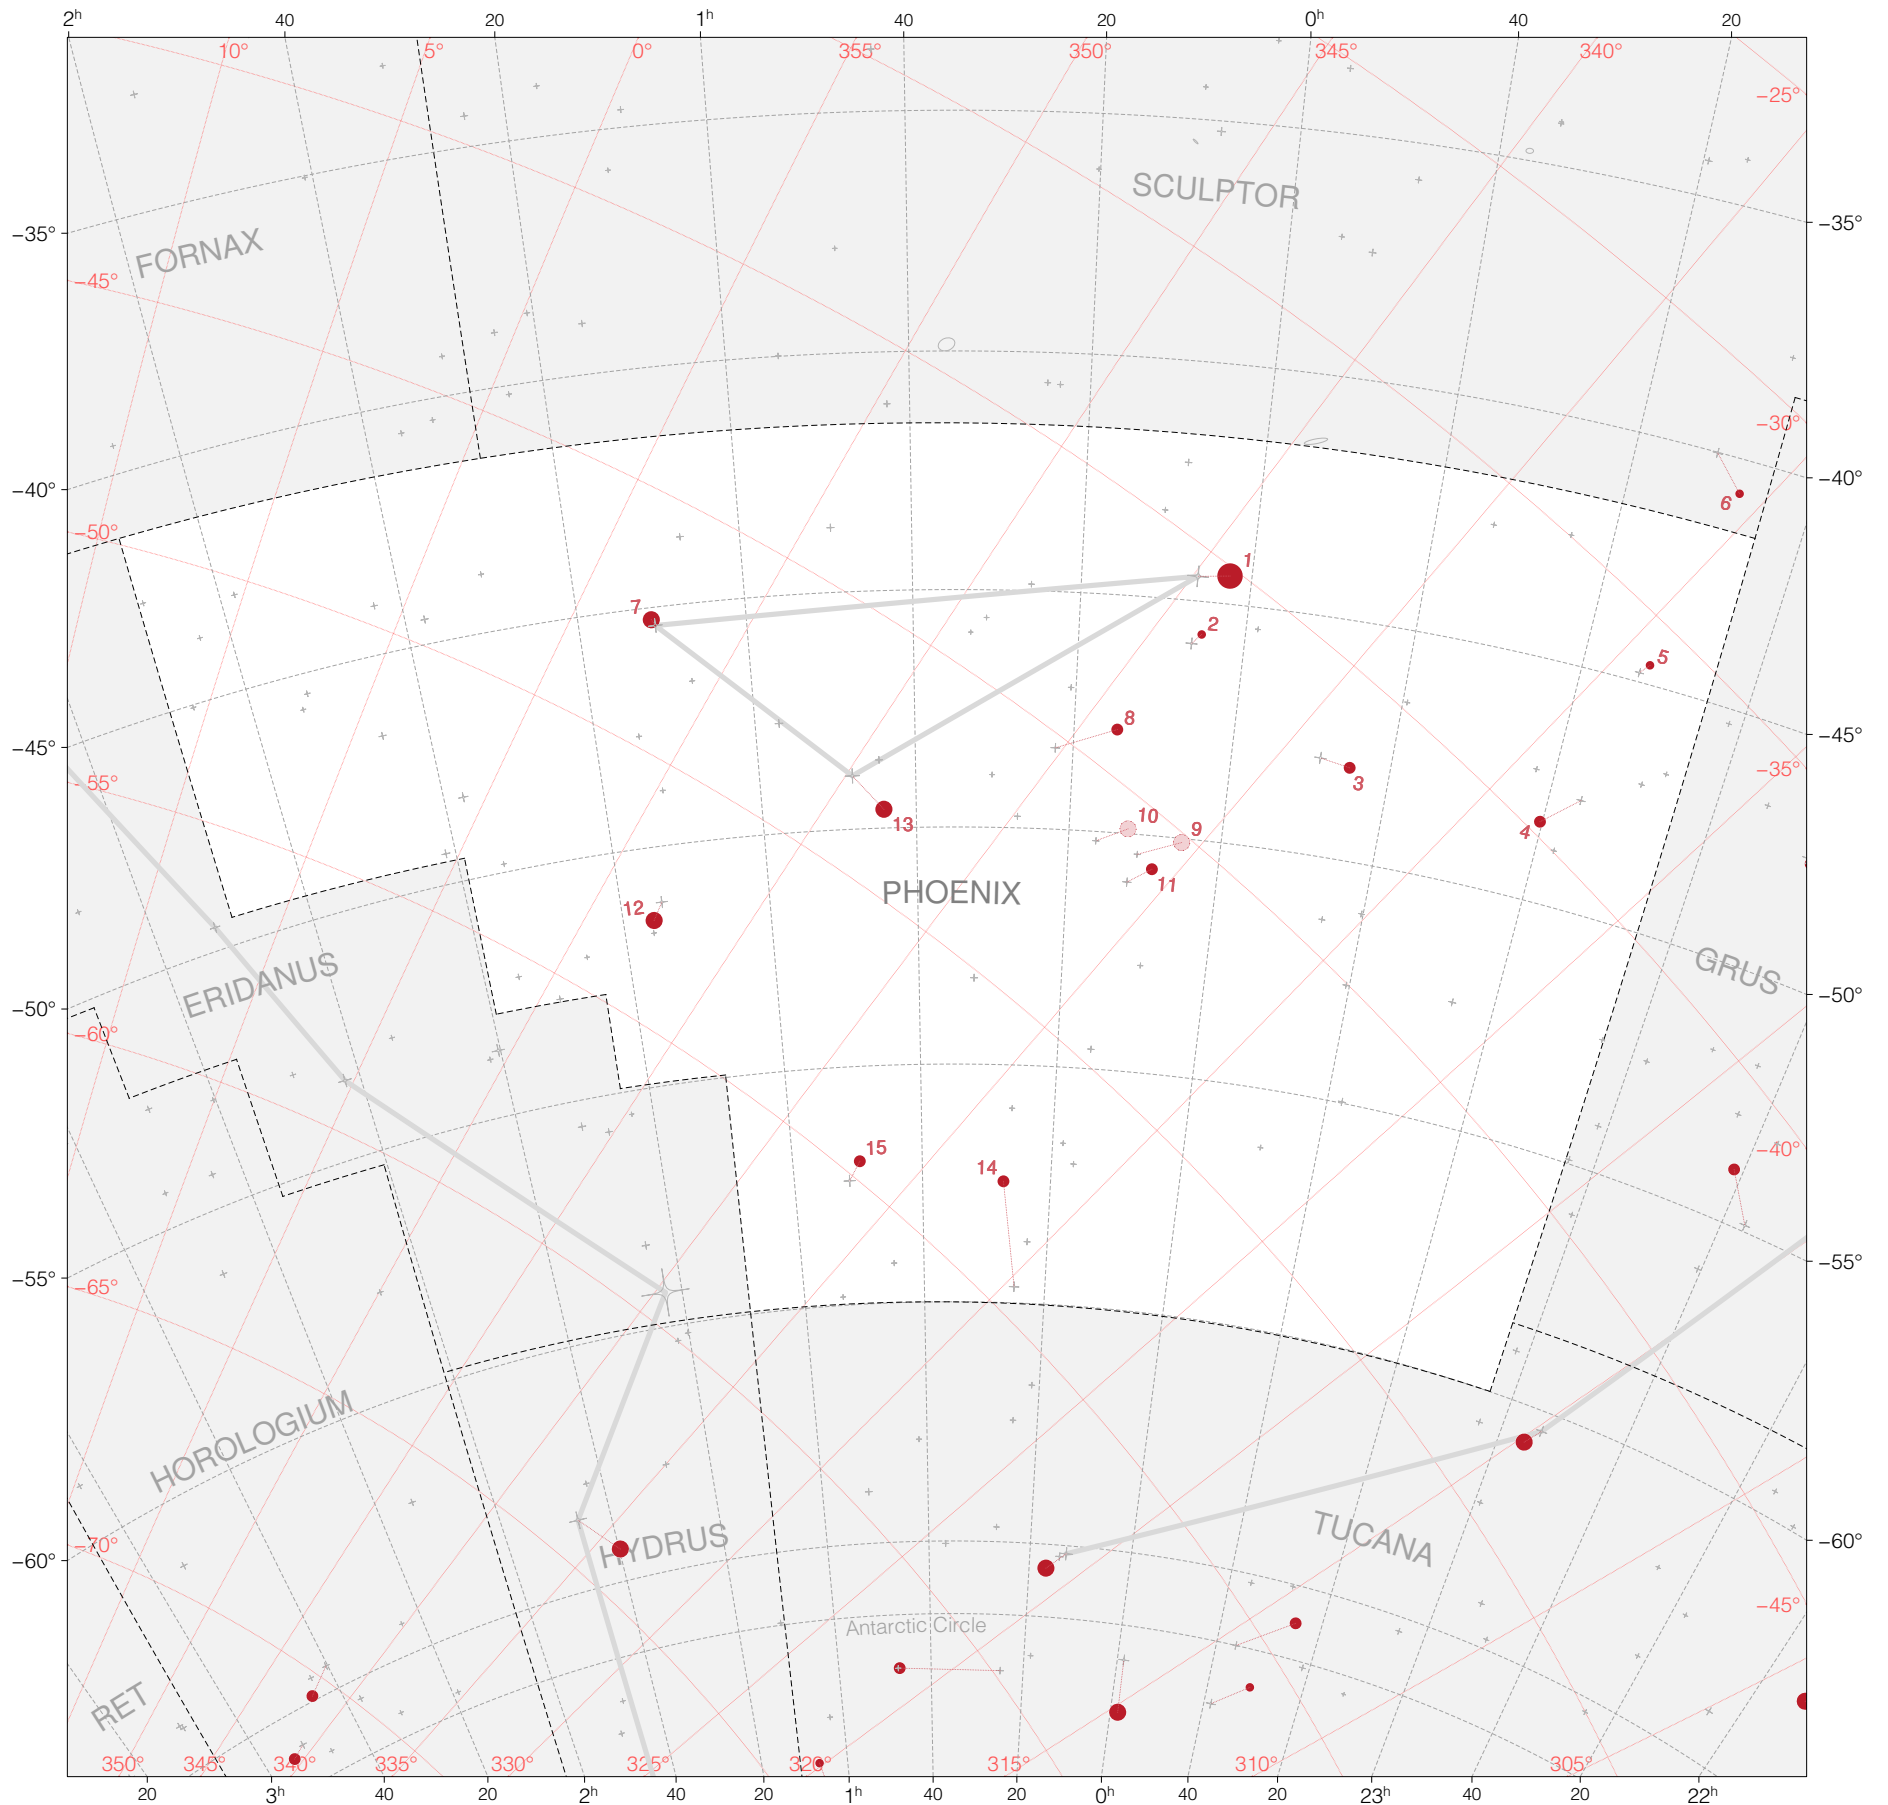 2h 40 20 1h 40 20 0h 40 20
10° 5° 0° 355° 350° 345° 340°
−25°
SCULPTOR
−35° −35°
FORNAX
−45°
−30°
−40° −40°
6
−50°
1
7
2
5
8
−45° −45°
−55° −35°
3
10
13
9
4
11
PHOENIX
12
ERIDANUS
GRUS
−50° −50°
−60°
15
−40°
14
−55° −55°
−65°
HOROLOGIUM
HYDRUS
TUCANA
−70°
−60° −60°
−45°
Antarctic Circle
RET
350° 345° 340° 335° 330° 325° 320° 315° 310° 305°
20 3h 40 20 2h 40 20 1h 40 20 0h 40 20 23h 40 20 22h